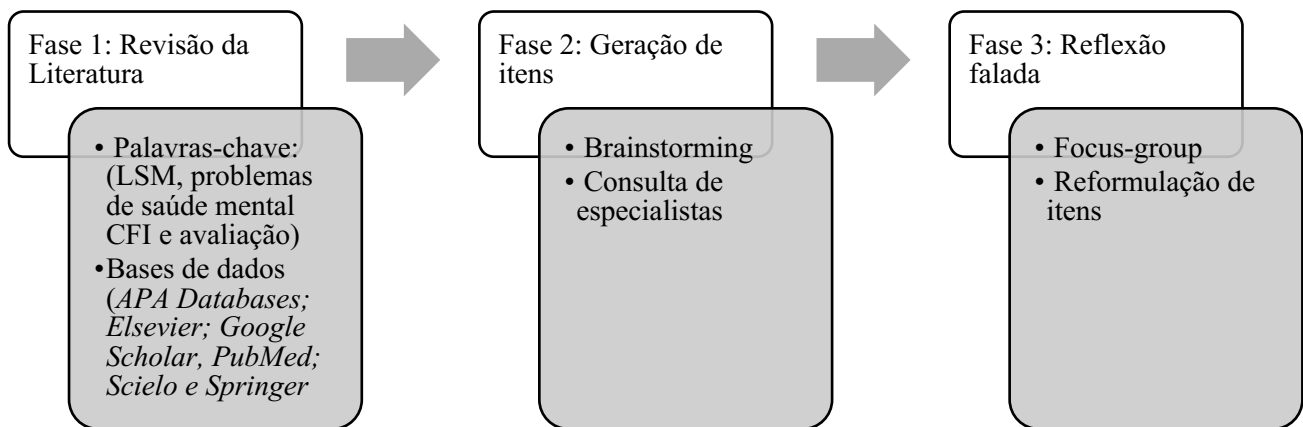 Fase 1: Revisão da
Literatura
• Palavras-chave:
(LSM, problemas
de saúde mental
CFI e avaliação)
•Bases de dados
(APA Databases;
Elsevier; Google
Scholar, PubMed;
Scielo e Springer
Fase 2: Geração de
itens
• Brainstorming
• Consulta de
especialistas
Fase 3: Reflexão
falada
• Focus-group
• Reformulação de
itens